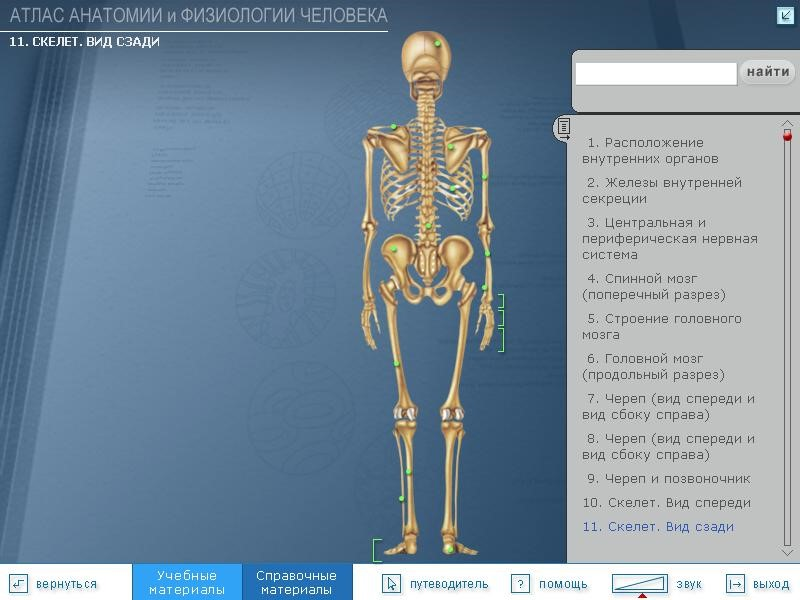 АТЛАС АНАТОМИИ и ФИЗИОЛОГИИ ЧЕЛОВЕКА
11. СКЕЛЕТ. ВИД СЗАДИ
найти
1. Расположение
внутренних органов
2. Железы внутренней
секреции
3. Центральная и
периферическая нервная
система
4. Спинной мозг
(поперечный разрез)
5. Строение головного
мозга
6. Головной мозг
(продольный разрез)
7. Череп (вид спереди и
вид сбоку справа)
8. Череп (вид спереди и
вид сбоку справа)
9. Череп и позвоночник
10. Скелет. Вид спереди
11. Скелет. Вид сзади
вернуться
Учебные
материалы
Справочные
материалы
путеводитель
? помощь
звук
выход